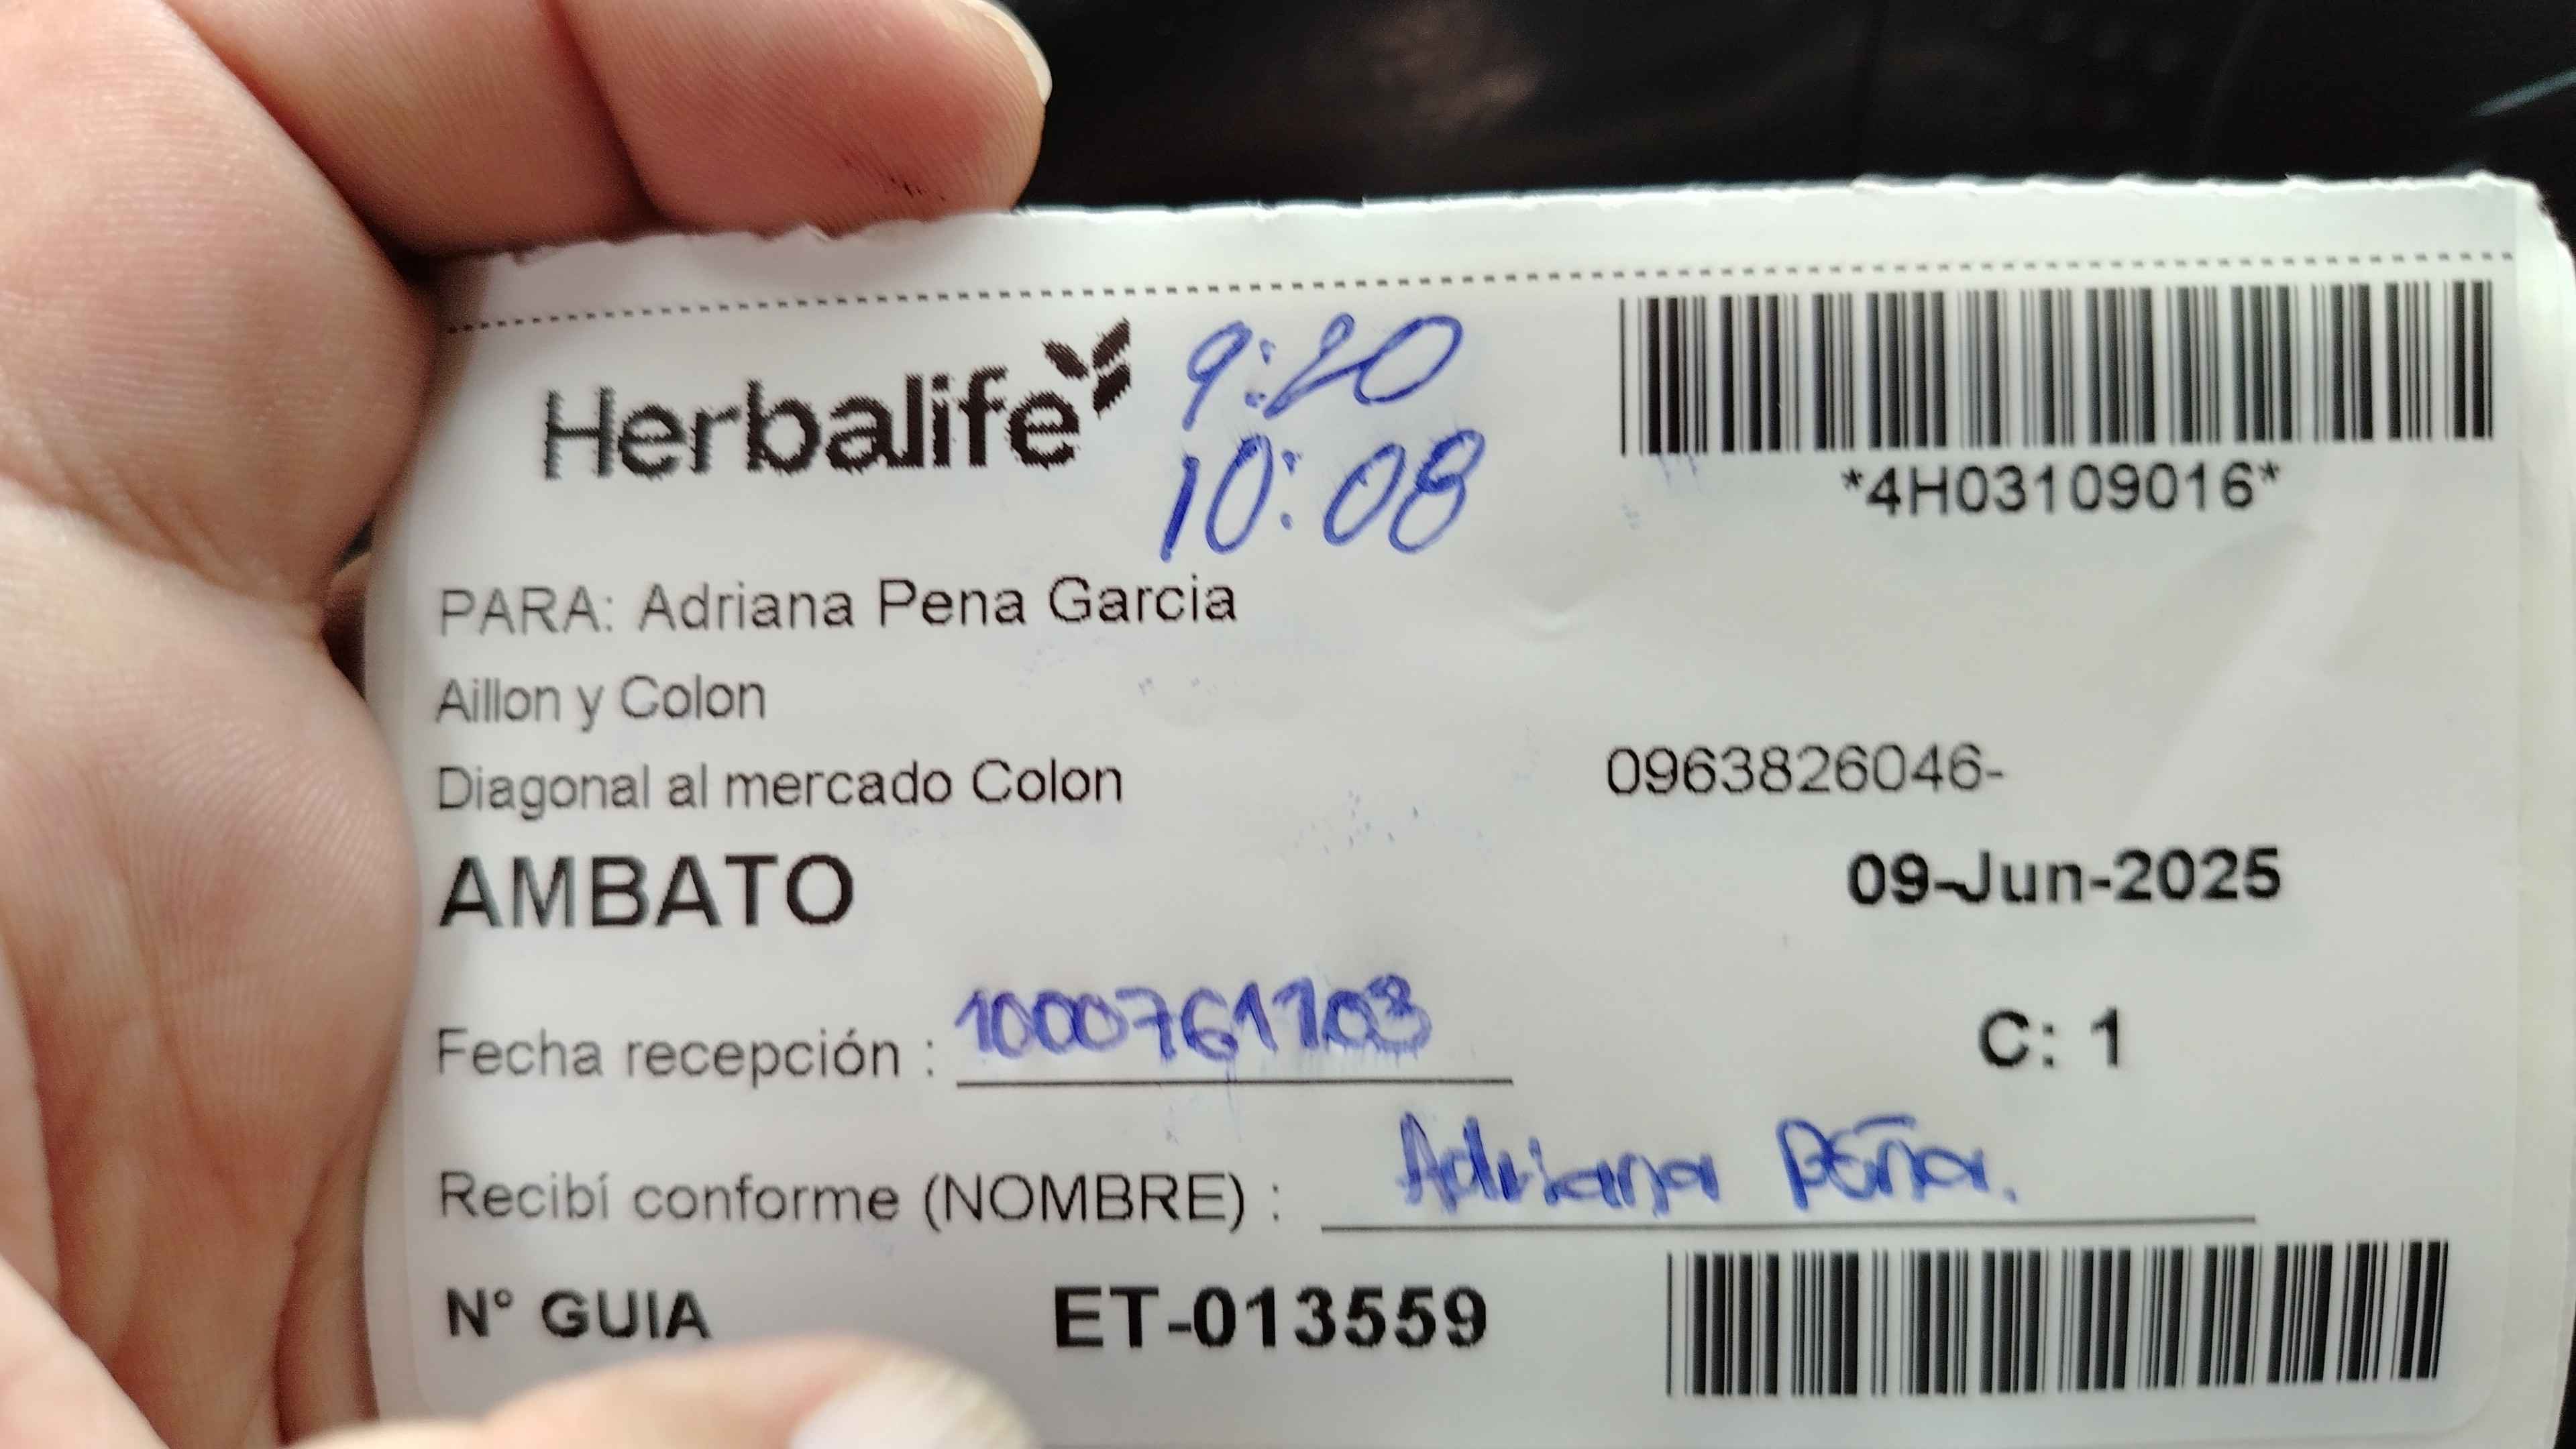 Herbalife
9:20
10:08
*4H03109016*
PARA: Adriana Pena Garcia
Aillon y Colon
Diagonal al mercado Colon
0963826046-
AMBATO
09-Jun-2025
Fecha recepción : 1000761103
C: 1
Recibí conforme (NOMBRE) : Adriana Peña.
N° GUIA ET-013559